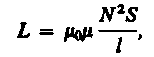 L = μ₀μ N²S / l,